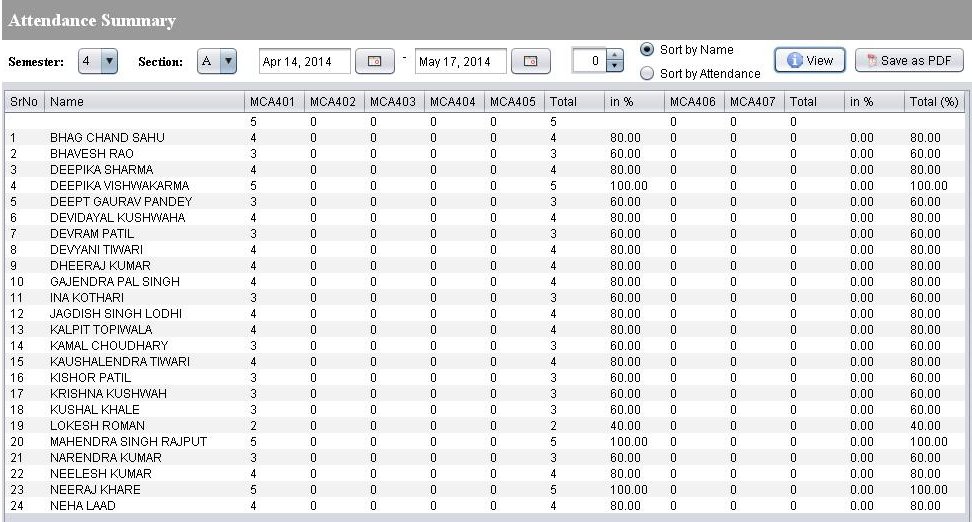 Attendance Summary
Semester: 4 Section: A Apr 14, 2014 - May 17, 2014 0 Sort by Name Sort by Attendance View Save as PDF
SrNo Name MCA401 MCA402 MCA403 MCA404 MCA405 Total in % MCA406 MCA407 Total in % Total (%)
5 0 0 0 0 5 0 0 0
1 BHAG CHAND SAHU 4 0 0 0 0 4 80.00 0 0 0 0.00 80.00
2 BHAVESH RAO 3 0 0 0 0 3 60.00 0 0 0 0.00 60.00
3 DEEPIKA SHARMA 4 0 0 0 0 4 80.00 0 0 0 0.00 80.00
4 DEEPIKA VISHWAKARMA 5 0 0 0 0 5 100.00 0 0 0 0.00 100.00
5 DEEPT GAURAV PANDEY 3 0 0 0 0 3 60.00 0 0 0 0.00 60.00
6 DEVIDAYAL KUSHWAHA 4 0 0 0 0 4 80.00 0 0 0 0.00 80.00
7 DEVRAM PATIL 3 0 0 0 0 3 60.00 0 0 0 0.00 60.00
8 DEVYANI TIWARI 4 0 0 0 0 4 80.00 0 0 0 0.00 80.00
9 DHEERAJ KUMAR 4 0 0 0 0 4 80.00 0 0 0 0.00 80.00
10 GAJENDRA PAL SINGH 4 0 0 0 0 4 80.00 0 0 0 0.00 80.00
11 INA KOTHARI 3 0 0 0 0 3 60.00 0 0 0 0.00 60.00
12 JAGDISH SINGH LODHI 4 0 0 0 0 4 80.00 0 0 0 0.00 80.00
13 KALPIT TOPIWALA 4 0 0 0 0 4 80.00 0 0 0 0.00 80.00
14 KAMAL CHOUDHARY 3 0 0 0 0 3 60.00 0 0 0 0.00 60.00
15 KAUSHALENDRA TIWARI 4 0 0 0 0 4 80.00 0 0 0 0.00 80.00
16 KISHOR PATIL 3 0 0 0 0 3 60.00 0 0 0 0.00 60.00
17 KRISHNA KUSHWAH 3 0 0 0 0 3 60.00 0 0 0 0.00 60.00
18 KUSHAL KHALE 3 0 0 0 0 3 60.00 0 0 0 0.00 60.00
19 LOKESH ROMAN 2 0 0 0 0 2 40.00 0 0 0 0.00 40.00
20 MAHENDRA SINGH RAJPUT 5 0 0 0 0 5 100.00 0 0 0 0.00 100.00
21 NARENDRA KUMAR 3 0 0 0 0 3 60.00 0 0 0 0.00 60.00
22 NEELESH KUMAR 4 0 0 0 0 4 80.00 0 0 0 0.00 80.00
23 NEERAJ KHARE 5 0 0 0 0 5 100.00 0 0 0 0.00 100.00
24 NEHA LAAD 4 0 0 0 0 4 80.00 0 0 0 0.00 80.00